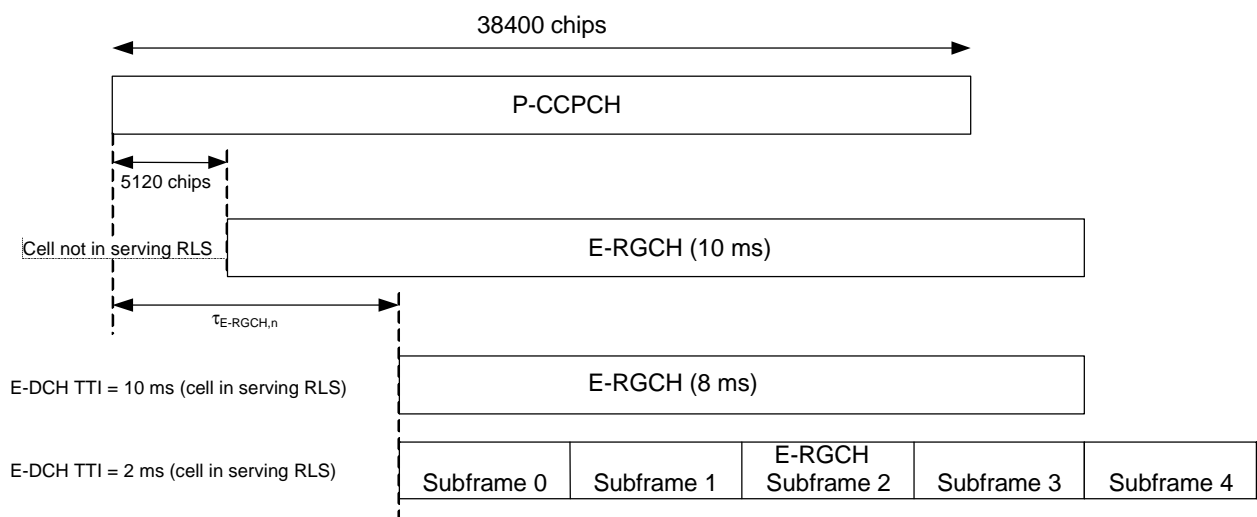 38400 chips
P-CCPCH
5120 chips
Cell not in serving RLS
E-RGCH (10 ms)
τE-RGCH,n
E-DCH TTI = 10 ms (cell in serving RLS)
E-RGCH (8 ms)
E-DCH TTI = 2 ms (cell in serving RLS)
E-RGCH
Subframe 0 Subframe 1 Subframe 2 Subframe 3 Subframe 4